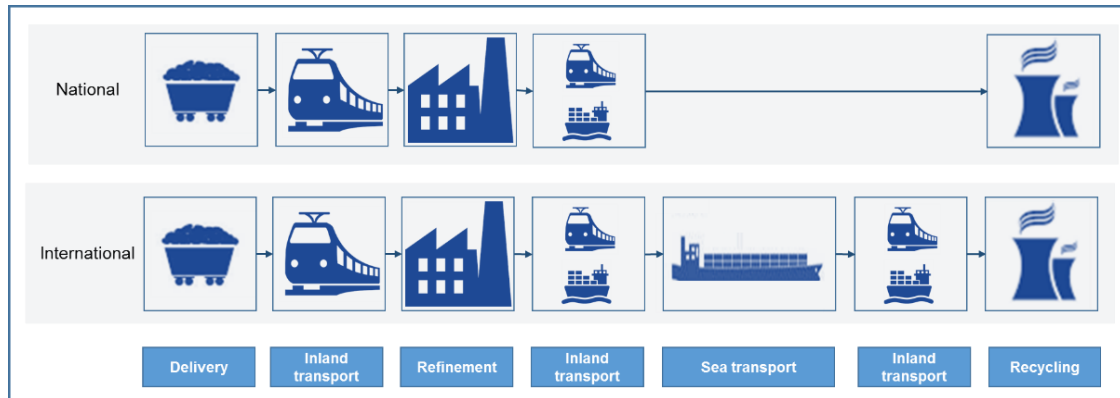 National
International
Delivery
Inland
transport
Refinement
Inland
transport
Sea transport
Inland
transport
Recycling